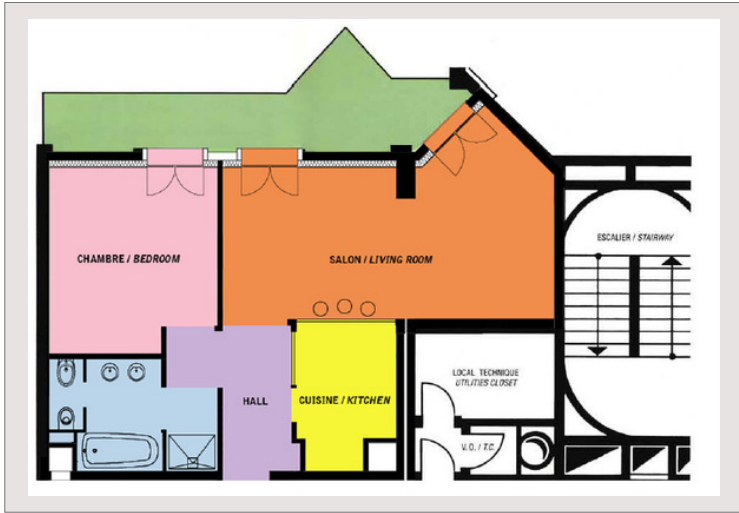 ESCALIER / STAIRWAY
CHAMBRE / BEDROOM
SALON / LIVING ROOM
LOCAL TECHNIQUE
UTILITIES CLOSET
HALL
CUISINE / KITCHEN
V.O. / T.C.